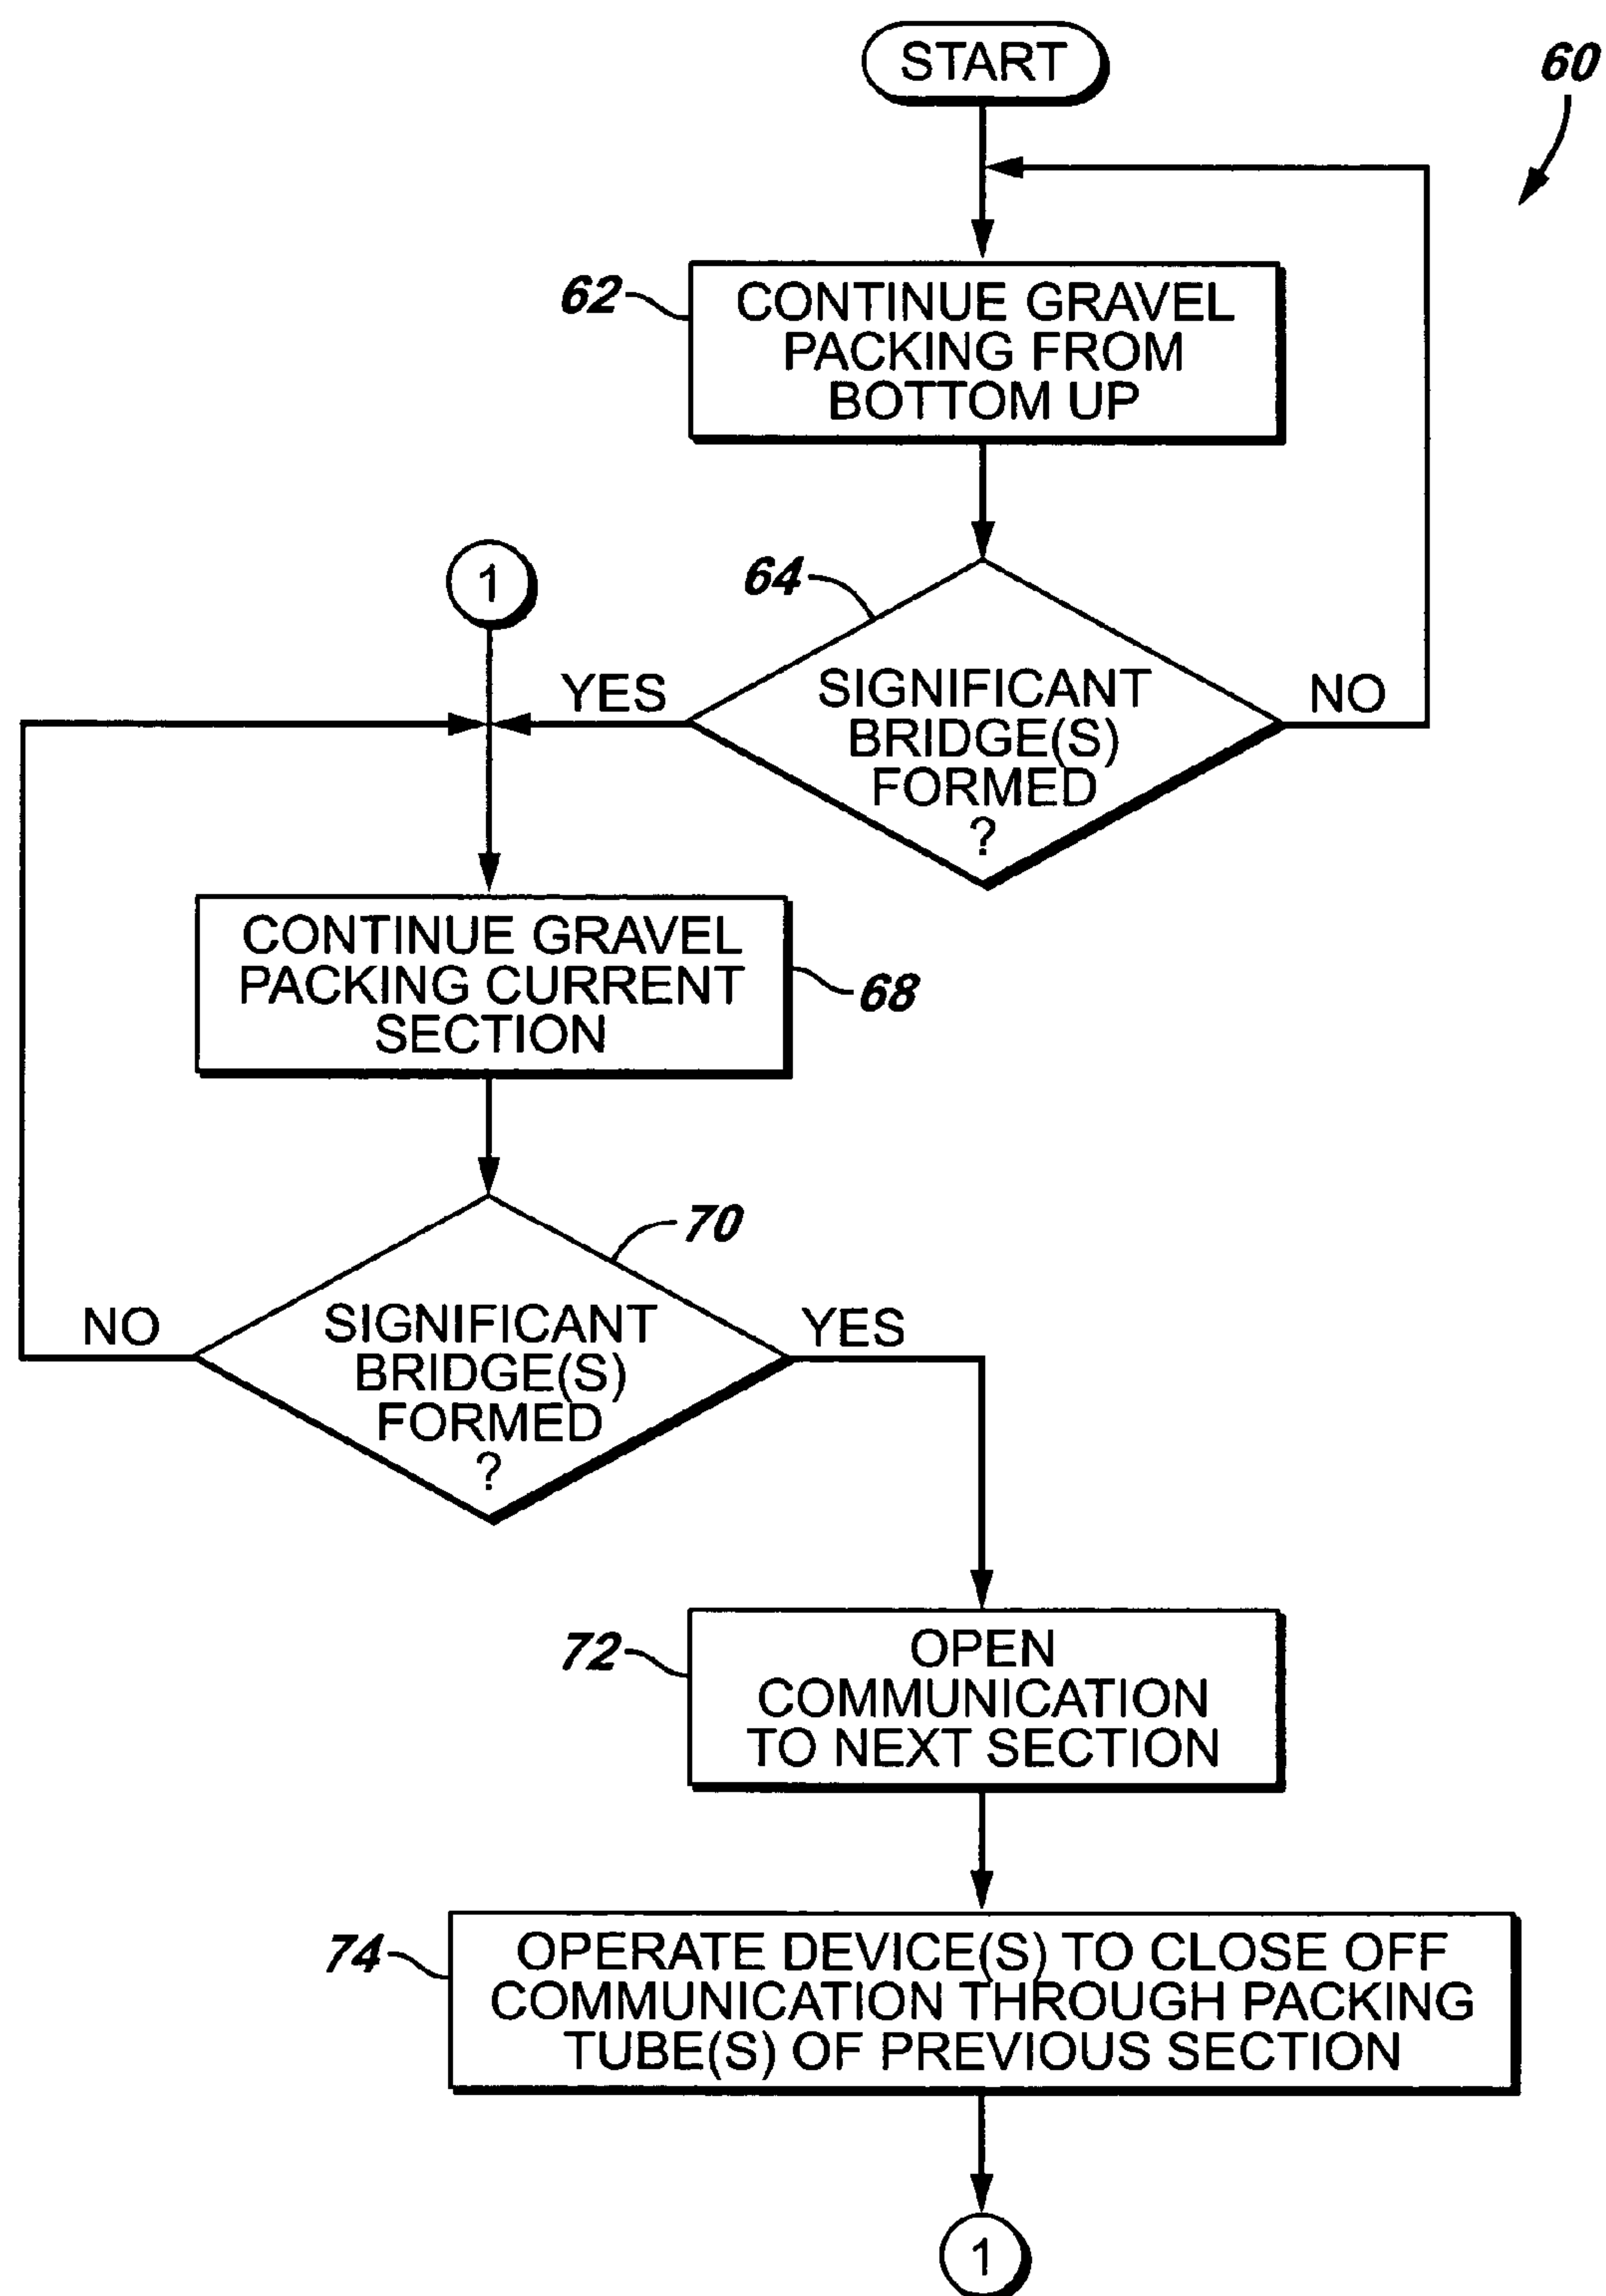 START
60
62
CONTINUE GRAVEL
PACKING FROM
BOTTOM UP
1
64
YES
SIGNIFICANT
BRIDGE(S)
FORMED
?
NO
CONTINUE GRAVEL
PACKING CURRENT
SECTION
68
70
NO
SIGNIFICANT
BRIDGE(S)
FORMED
?
YES
72
OPEN
COMMUNICATION
TO NEXT SECTION
74
OPERATE DEVICE(S) TO CLOSE OFF
COMMUNICATION THROUGH PACKING
TUBE(S) OF PREVIOUS SECTION
1